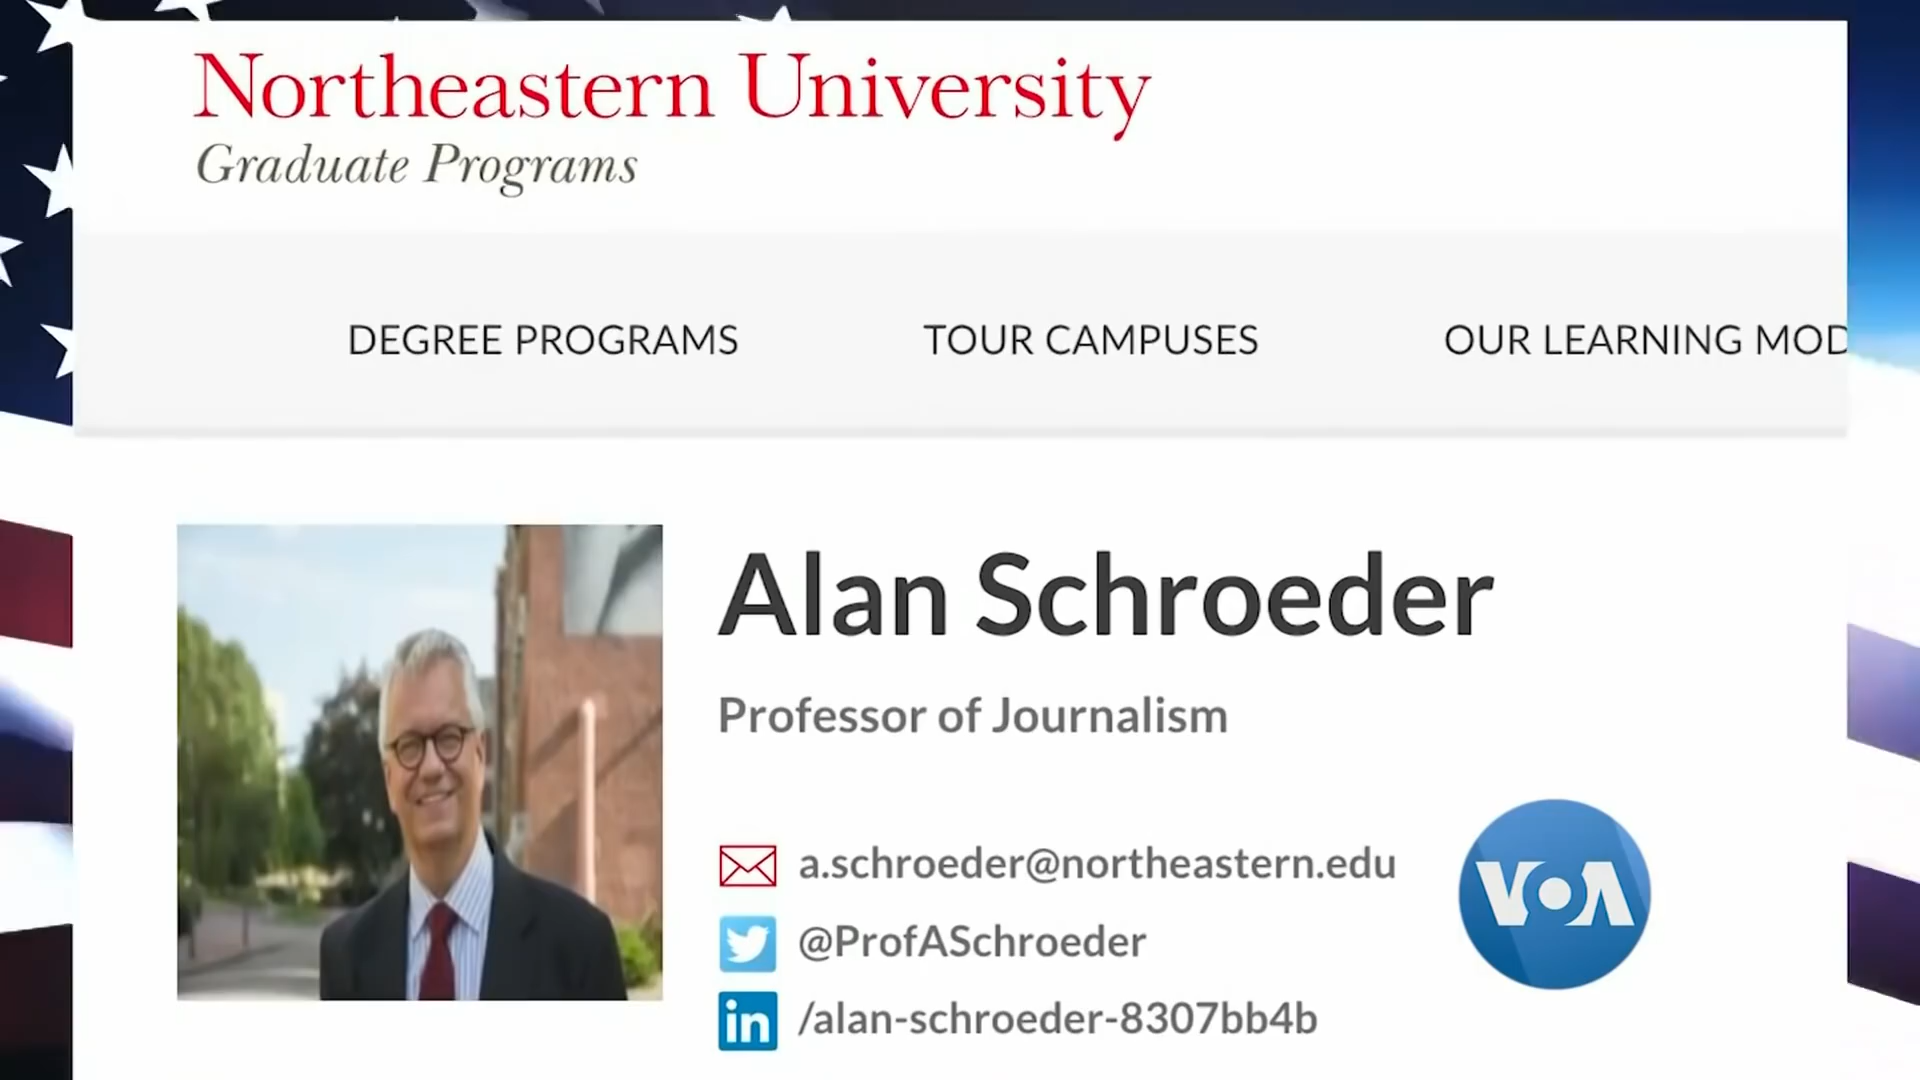 Northeastern University
Graduate Programs
DEGREE PROGRAMS TOUR CAMPUSES OUR LEARNING MOD
Alan Schroeder
Professor of Journalism
a.schroeder@northeastern.edu
@ProfASchroeder
in /alan-schroeder-8307bb4b
VOA